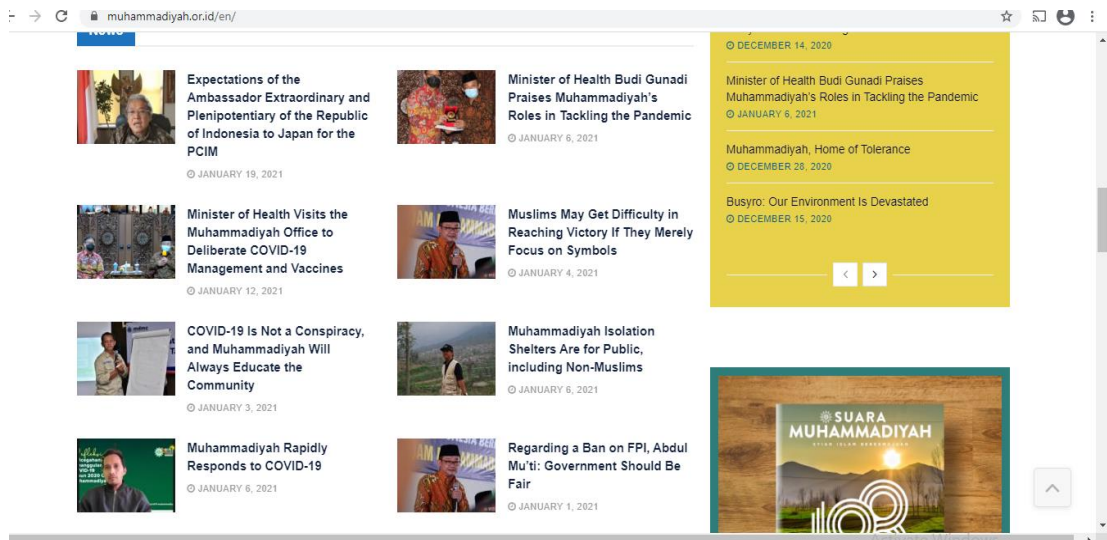 muhammadiyah.or.id/en/
News
Expectations of the
Ambassador Extraordinary and
Plenipotentiary of the Republic
of Indonesia to Japan for the
PCIM
JANUARY 19, 2021
Minister of Health Visits the
Muhammadiyah Office to
Deliberate COVID-19
Management and Vaccines
JANUARY 12, 2021
COVID-19 Is Not a Conspiracy,
and Muhammadiyah Will
Always Educate the
Community
JANUARY 3, 2021
Muhammadiyah Rapidly
Responds to COVID-19
JANUARY 6, 2021
Minister of Health Budi Gunadi
Praises Muhammadiyah's
Roles in Tackling the Pandemic
JANUARY 6, 2021
Muslims May Get Difficulty in
Reaching Victory If They Merely
Focus on Symbols
JANUARY 4, 2021
Muhammadiyah Isolation
Shelters Are for Public,
including Non-Muslims
JANUARY 6, 2021
Regarding a Ban on FPI, Abdul
Mu'ti: Government Should Be
Fair
JANUARY 1, 2021
DECEMBER 14, 2020
Minister of Health Budi Gunadi Praises
Muhammadiyah's Roles in Tackling the Pandemic
JANUARY 6, 2021
Muhammadiyah, Home of Tolerance
DECEMBER 28, 2020
Busyro: Our Environment Is Devastated
DECEMBER 15, 2020
SUARA
MUHAMMADIYAH
108
Activate Windows